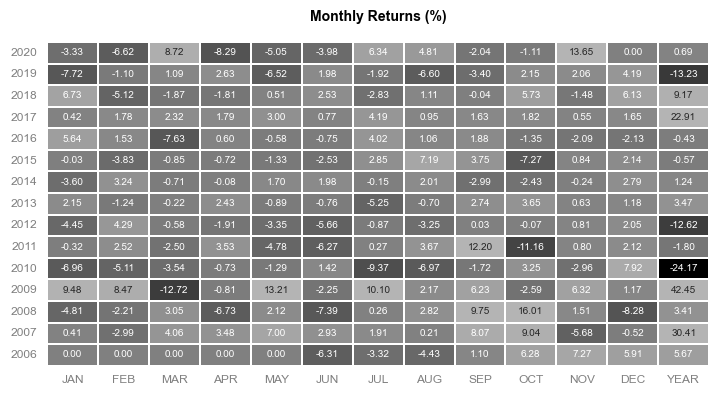 Monthly Returns (%)
2020 -3.33 -6.62 8.72 -8.29 -5.05 -3.98 6.34 4.81 -2.04 -1.11 13.65 0.00 0.69
2019 -7.72 -1.10 1.09 2.63 -6.52 1.98 -1.92 -6.60 -3.40 2.15 2.06 4.19 -13.23
2018 6.73 -5.12 -1.87 -1.81 0.51 2.53 -2.83 1.11 -0.04 5.73 -1.48 6.13 9.17
2017 0.42 1.78 2.32 1.79 3.00 0.77 4.19 0.95 1.63 1.82 0.55 1.65 22.91
2016 5.64 1.53 -7.63 0.60 -0.58 -0.75 4.02 1.06 1.88 -1.35 -2.09 -2.13 -0.43
2015 -0.03 -3.83 -0.85 -0.72 -1.33 -2.53 2.85 7.19 3.75 -7.27 0.84 2.14 -0.57
2014 -3.60 3.24 -0.71 -0.08 1.70 1.98 -0.15 2.01 -2.99 -2.43 -0.24 2.79 1.24
2013 2.15 -1.24 -0.22 2.43 -0.89 -0.76 -5.25 -0.70 2.74 3.65 0.63 1.18 3.47
2012 -4.45 4.29 -0.58 -1.91 -3.35 -5.66 -0.87 -3.25 0.03 -0.07 0.81 2.05 -12.62
2011 -0.32 2.52 -2.50 3.53 -4.78 -6.27 0.27 3.67 12.20 -11.16 0.80 2.12 -1.80
2010 -6.96 -5.11 -3.54 -0.73 -1.29 1.42 -9.37 -6.97 -1.72 3.25 -2.96 7.92 -24.17
2009 9.48 8.47 -12.72 -0.81 13.21 -2.25 10.10 2.17 6.23 -2.59 6.32 1.17 42.45
2008 -4.81 -2.21 3.05 -6.73 2.12 -7.39 0.26 2.82 9.75 16.01 1.51 -8.28 3.41
2007 0.41 -2.99 4.06 3.48 7.00 2.93 1.91 0.21 8.07 9.04 -5.68 -0.52 30.41
2006 0.00 0.00 0.00 0.00 0.00 -6.31 -3.32 -4.43 1.10 6.28 7.27 5.91 5.67
JAN FEB MAR APR MAY JUN JUL AUG SEP OCT NOV DEC YEAR